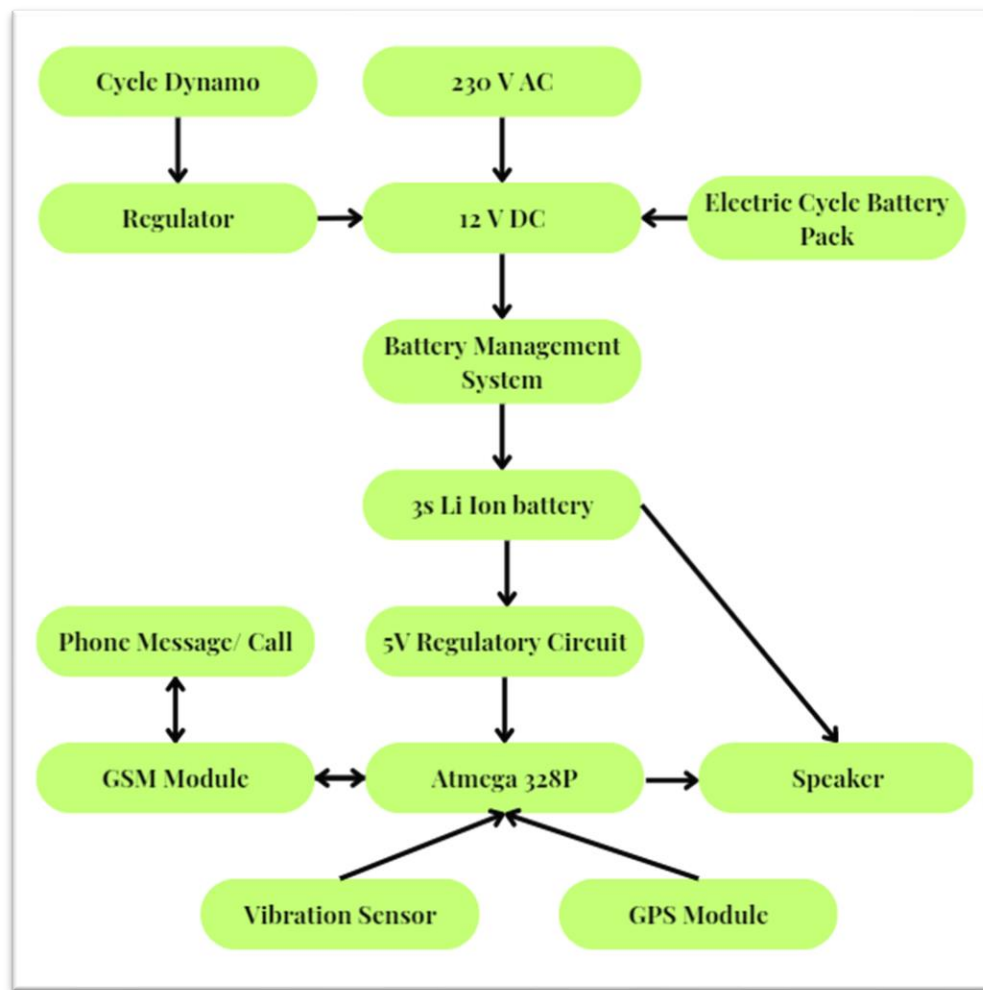 Cycle Dynamo
230 V AC
Regulator
12 V DC
Electric Cycle Battery
Pack
Battery Management
System
3s Li Ion battery
5V Regulatory Circuit
Phone Message/ Call
GSM Module
Atmega 328P
Speaker
Vibration Sensor
GPS Module